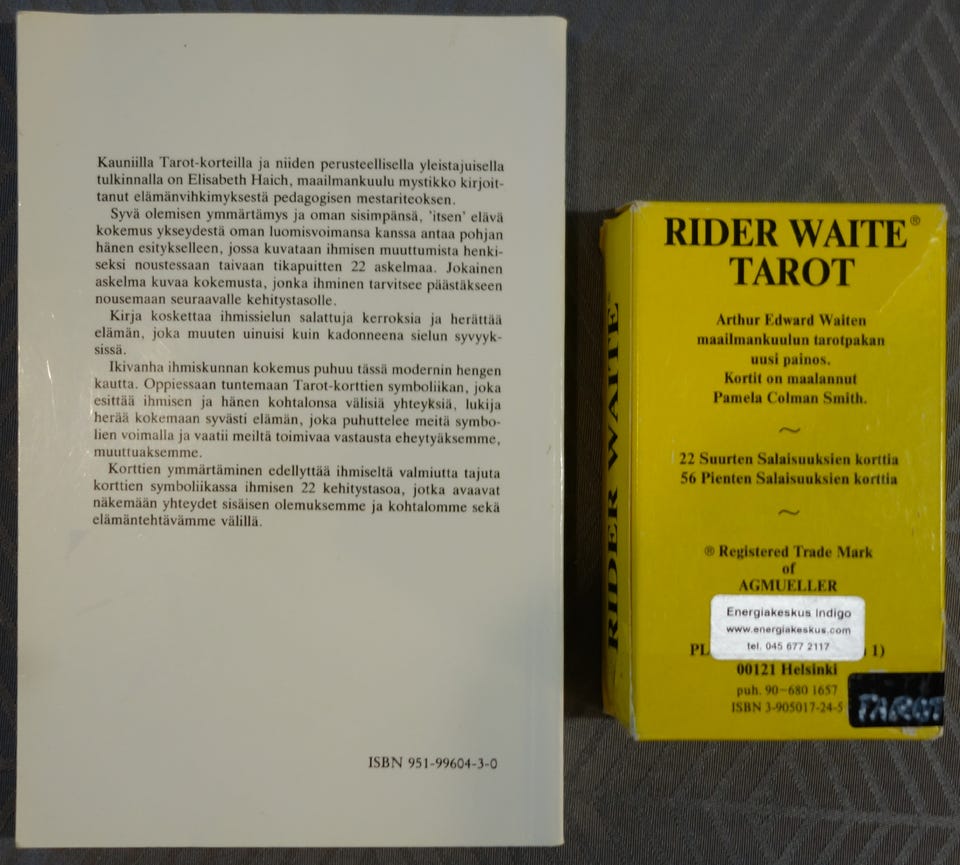 Kauniilla Tarot-korteilla ja niiden perusteellisella yleistajuisella
tulkinnalla on Elisabeth Haich, maailmankuulu mystikko kirjoit-
tanut elämänvihkimyksestä pedagogisen mestariteoksen.
Syvä olemisen ymmärtämys ja oman sisimpänsä, 'itsen' elävä
kokemus ykseydestä oman luomisvoimansa kanssa antaa pohjan
hänen esitykselleen, jossa kuvataan ihmisen muuttumista henki-
seksi noustessaan taivaan tikapuitten 22 askelmaa. Jokainen
askelma kuvaa kokemusta, jonka ihminen tarvitsee päästäkseen
nousemaan seuraavalle kehitystasolle.
Kirja koskettaa ihmissielun salattuja kerroksia ja herättää
elämän, joka muuten uinuisi kuin kadonneena sielun syvyyk-
sissä.
Ikivanha ihmiskunnan kokemus puhuu tässä modernin hengen
kautta. Oppiessaan tuntemaan Tarot-korttien symboliikan, joka
esittää ihmisen ja hänen kohtalonsa välisiä yhteyksiä, lukija
herää kokemaan syvästi elämän, joka puhuttelee meitä symbo-
lien voimalla ja vaatii meiltä toimivaa vastausta eheytyäksemme,
muuttuaksemme.
Korttien ymmärtäminen edellyttää ihmiseltä valmiutta tajuta
korttien symboliikassa ihmisen 22 kehitystasoa, jotka avaavat
näkemään yhteydet sisäisen olemuksemme ja kohtalomme sekä
elämäntehtävämme välillä.
ISBN 951-99604-3-0
RIDER WAITE®
RIDER WAITE®
TAROT
Arthur Edward Waiten
maailmankuulun tarotpakan
uusi painos.
Kortit on maalannut
Pamela Colman Smith.
~
22 Suurten Salaisuuksien korttia
56 Pienten Salaisuuksien korttia
~
® Registered Trade Mark
of
AGMUELLER
Energiakeskus Indigo
www.energiakeskus.com
tel. 045 677 2117
PL 1)
00121 Helsinki
puh. 90-680 1657
ISBN 3-905017-24-5
TAROT